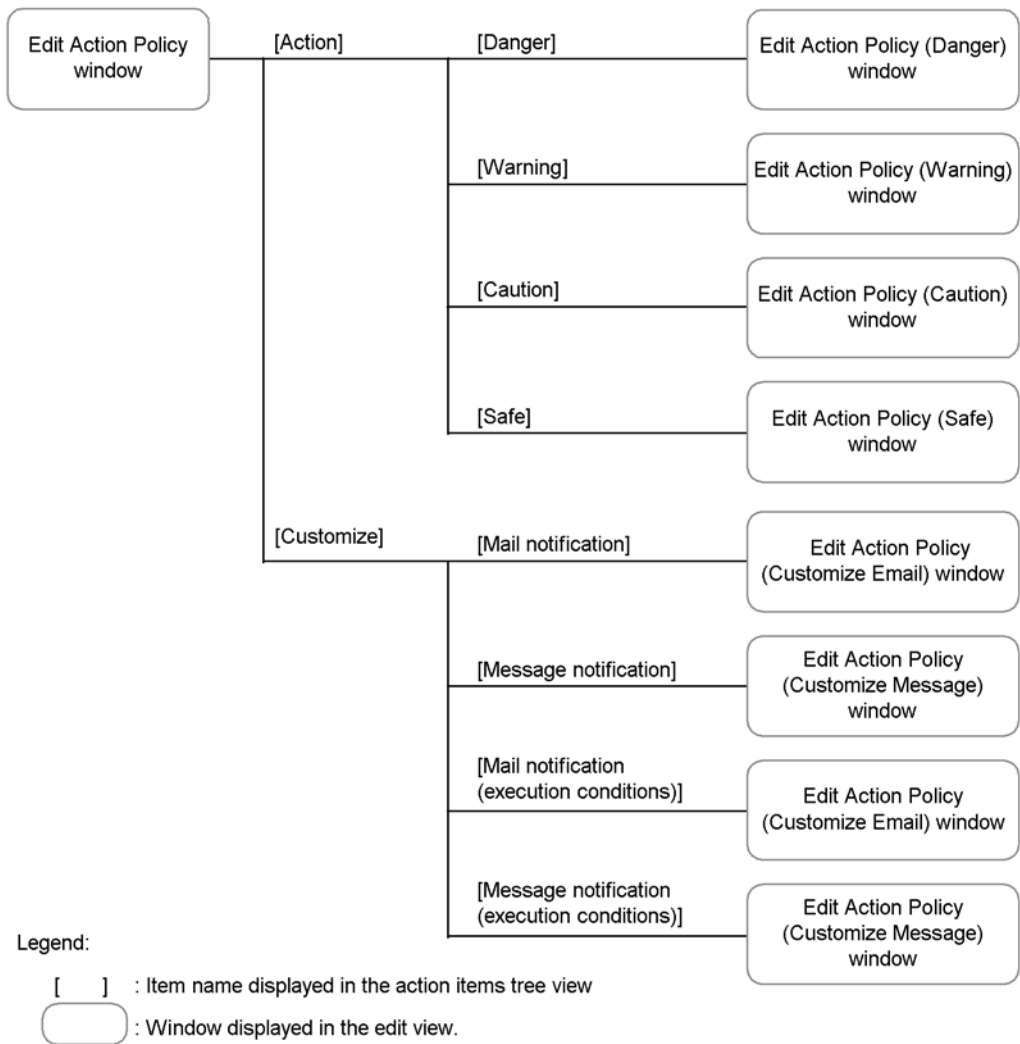 Edit Action Policy
window
[Action]
[Danger]
Edit Action Policy (Danger)
window
[Warning]
Edit Action Policy (Warning)
window
[Caution]
Edit Action Policy (Caution)
window
[Safe]
Edit Action Policy (Safe)
window
[Customize]
[Mail notification]
Edit Action Policy
(Customize Email) window
[Message notification]
Edit Action Policy
(Customize Message)
window
[Mail notification
(execution conditions)]
Edit Action Policy
(Customize Email) window
[Message notification
(execution conditions)]
Edit Action Policy
(Customize Message)
window
Legend:
[ ] : Item name displayed in the action items tree view
: Window displayed in the edit view.